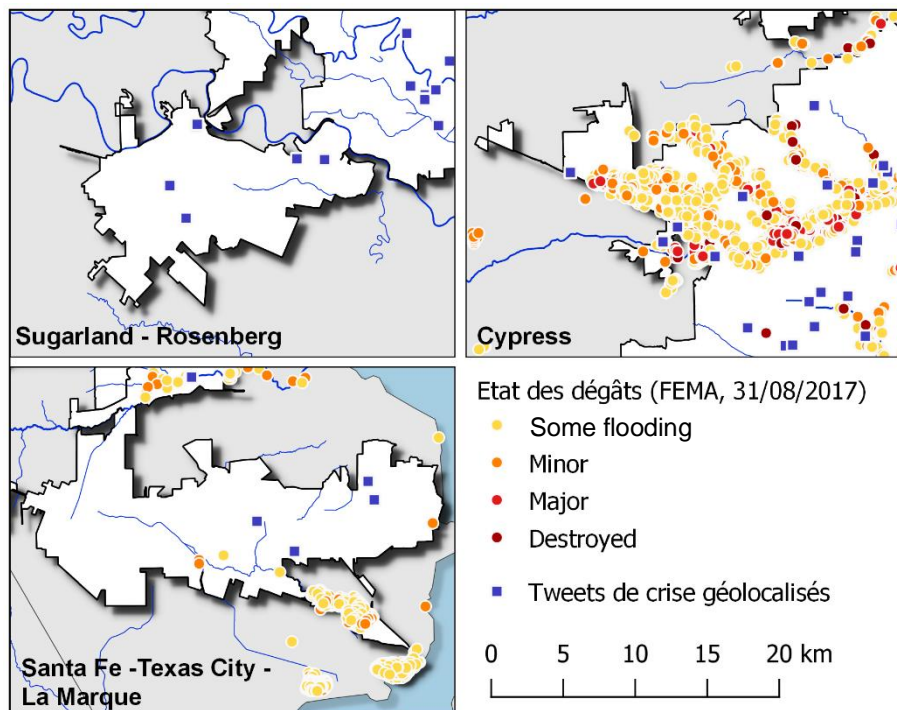 Sugarland - Rosenberg
Cypress
Santa Fe -Texas City -
La Marque
Etat des dégâts (FEMA, 31/08/2017)
Some flooding
Minor
Major
Destroyed
Tweets de crise géolocalisés
0 5 10 15 20 km